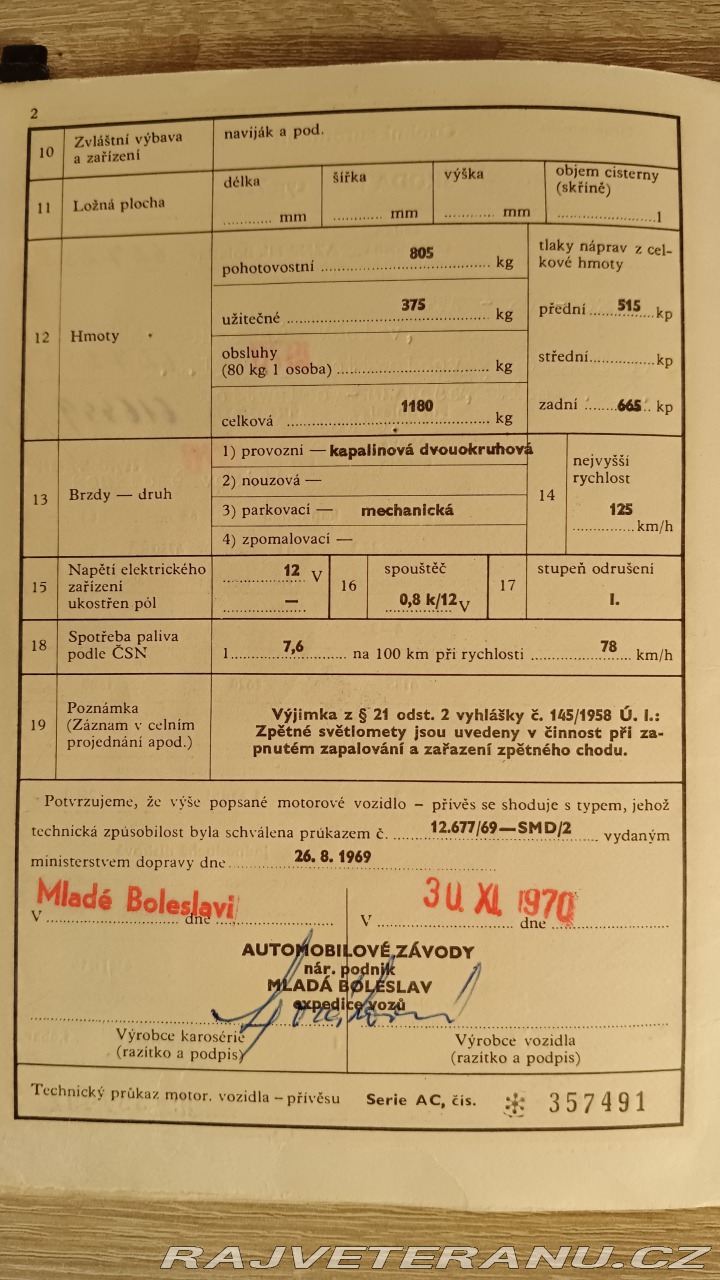 2
10 Zvláštní výbava a zařízení naviják a pod.
11 Ložná plocha délka ............ mm šířka ............ mm výška ............ mm objem cisterny (skříně) ............ l
12 Hmoty
pohotovostní 805 kg
užitečné 375 kg
obsluhy
(80 kg 1 osoba) ............ kg
celková 1180 kg
tlaky náprav z cel-
kové hmoty
přední 515 kp
střední ............ kp
zadní 665 kp
13 Brzdy — druh
1) provozní — kapalinová dvouokruhová
2) nouzová —
3) parkovací — mechanická
4) zpomalovací —
14 nejvyšší
rychlost
125
km/h
15 Napětí elektrického
zařízení
ukostřen pól
12 V
—
16 spouštěč
0,8 k/12 V
17 stupeň odrušení
I.
18 Spotřeba paliva
podle ČSN
l 7,6 na 100 km při rychlosti 78 km/h
19 Poznámka
(Záznam v celním
projednání apod.)
Výjimka z § 21 odst. 2 vyhlášky č. 145/1958 Ú. l.:
Zpětné světlomety jsou uvedeny v činnost při za-
pnutém zapalování a zařazení zpětného chodu.
Potvrzujeme, že výše popsané motorové vozidlo – přívěs se shoduje s typem, jehož
technická způsobilost byla schválena průkazem č. 12.677/69—SMD/2 vydaným
ministerstvem dopravy dne 26. 8. 1969
Mladé Boleslavi 30. XI. 1970
V ............ dne ............ V ............ dne ............
AUTOMOBILOVÉ ZÁVODY
nár. podnik
MLADÁ BOLESLAV
expedice vozů
Výrobce karosérie
(razítko a podpis)
Výrobce vozidla
(razítko a podpis)
Technický průkaz motor. vozidla – přívěsu Serie AC, čís. 357491
RAJVETERANU.CZ